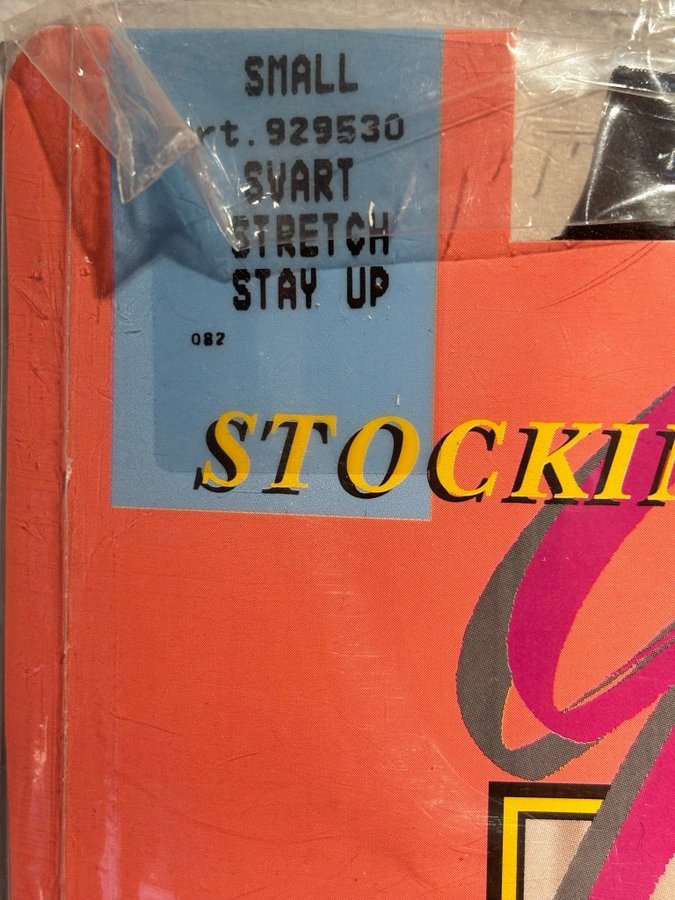 SMALL
rt.929530
SVART
STRETCH
STAY UP
082
STOCKI